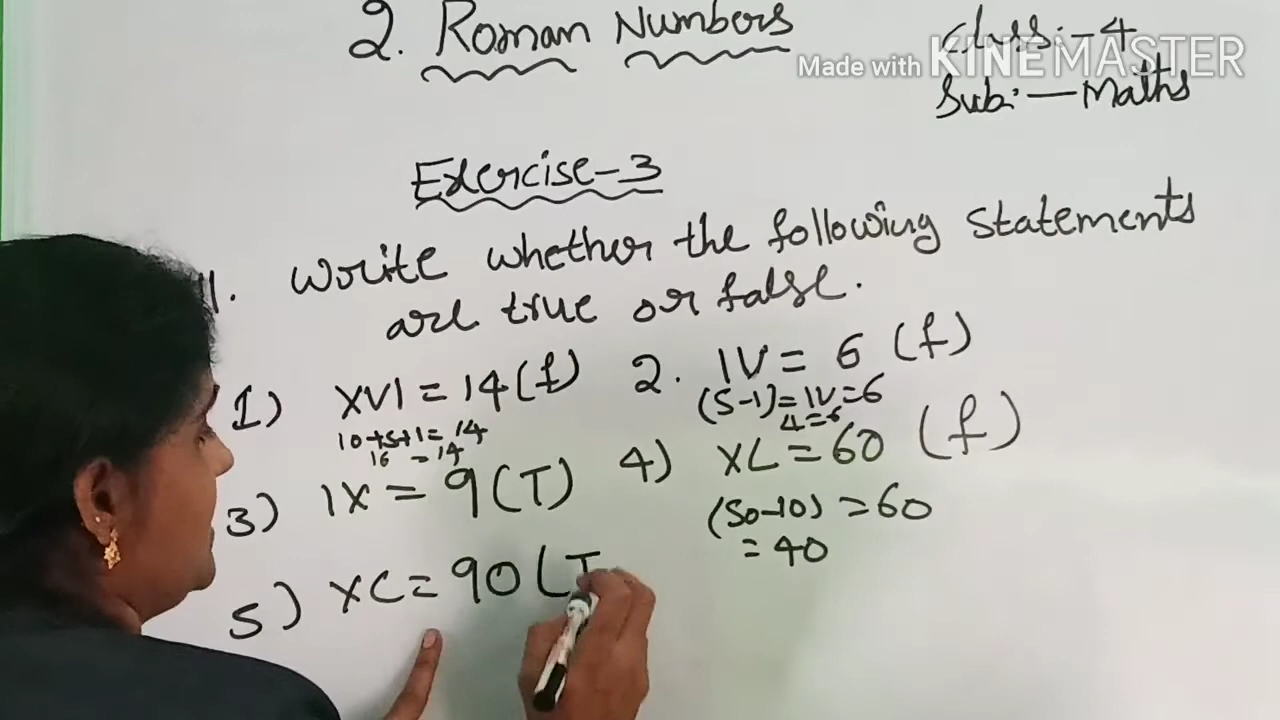 2. Roman Numbers
Class:-4
Made with KINEMASTER
Sub:-Maths
Exercise-3
1. Write whether the following statements
are true or false.
1) XVI = 14 (f)
10+5+1=14
16 = 14
2. IV = 6 (f)
(5-1)=IV=6
4=6
3) IX = 9 (T)
4) XL = 60 (f)
(50-10) = 60
= 40
5) XC = 90 (T